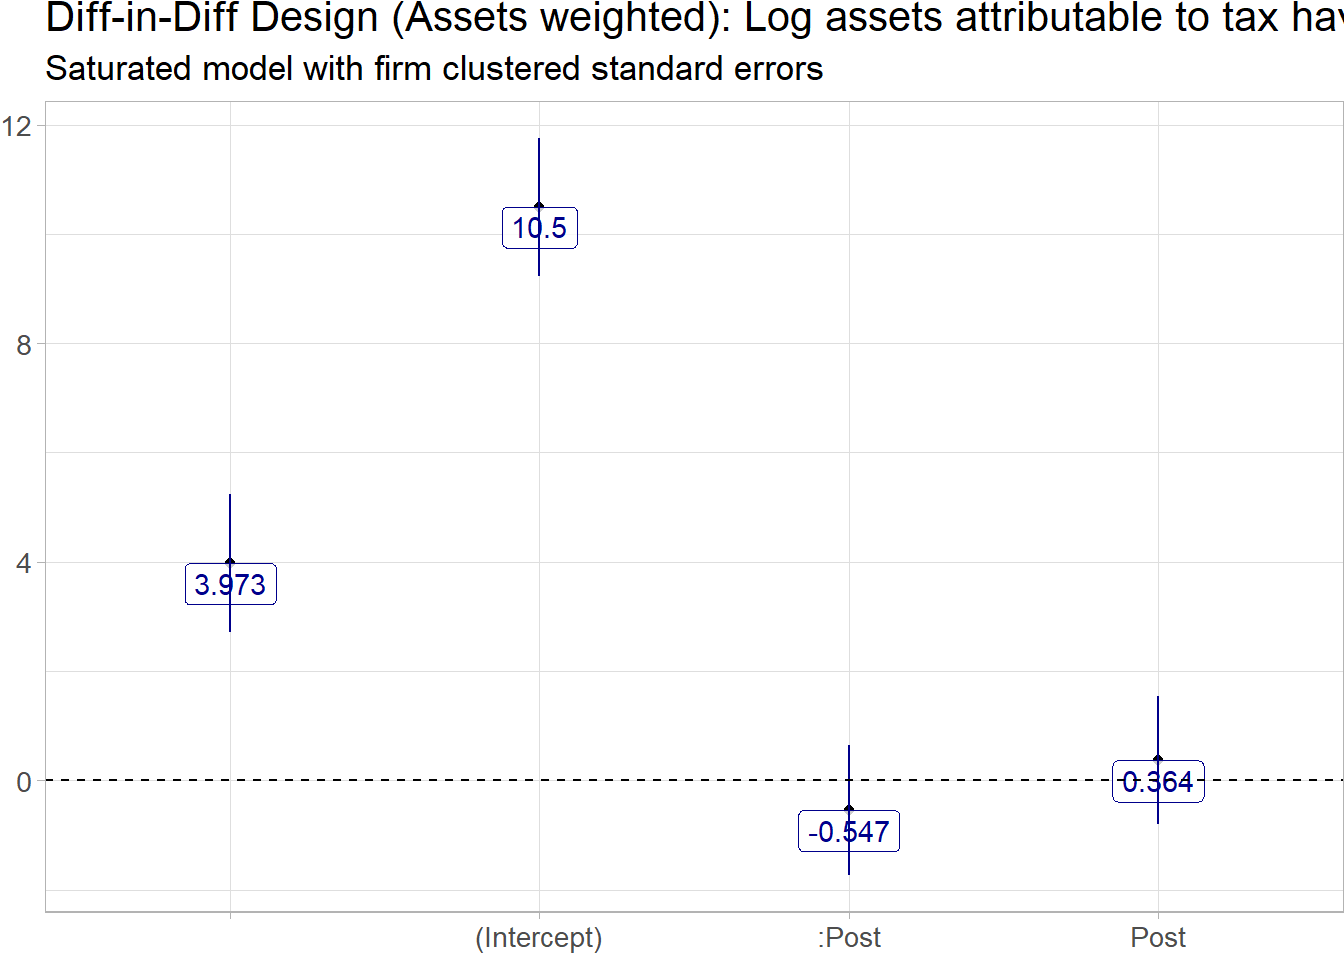 Diff-in-Diff Design (Assets weighted): Log assets attributable to tax
Saturated model with firm clustered standard errors
12
10.5
8
4
3.973
0
0.364
-0.547
(Intercept)
:Post
Post